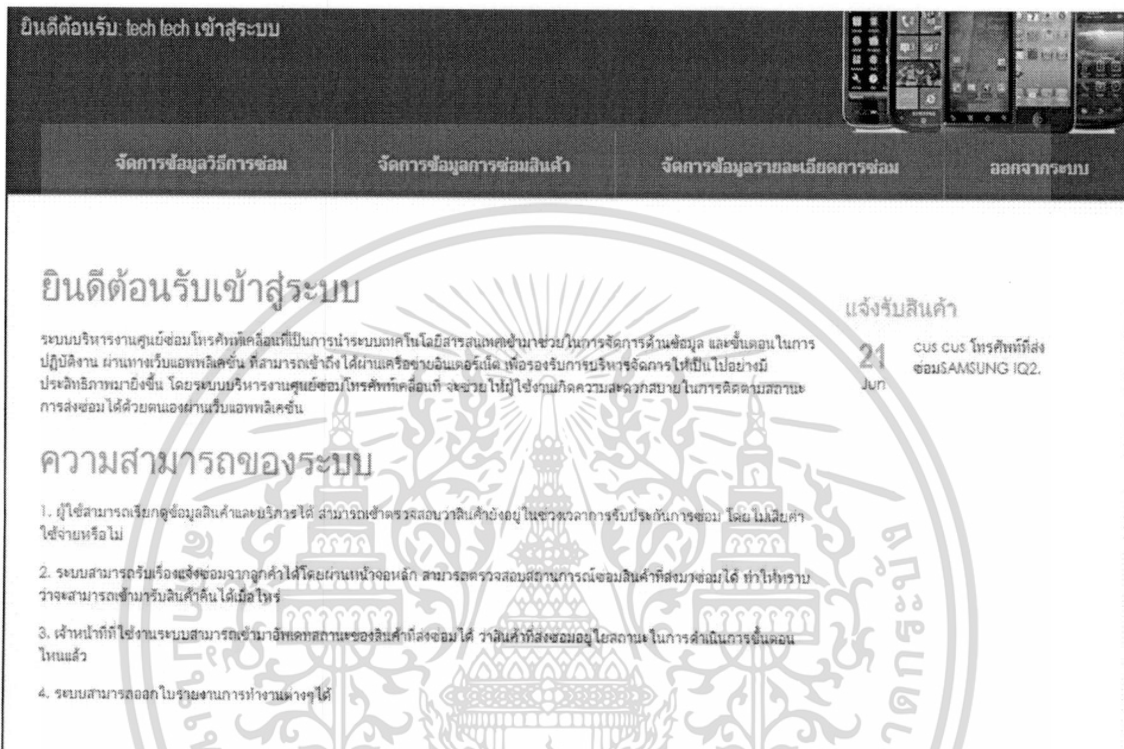 ยินดีต้อนรับ: tech tech เข้าสู่ระบบ
จัดการข้อมูลวิธีการซ่อม จัดการข้อมูลการซ่อมสินค้า จัดการข้อมูลรายละเอียดการซ่อม ออกจากระบบ
ยินดีต้อนรับเข้าสู่ระบบ
ระบบบริหารงานศูนย์ซ่อมโทรศัพท์เคลื่อนที่เป็นการนำระบบเทคโนโลยีสารสนเทศเข้ามาช่วยในการจัดการด้านข้อมูล และขั้นตอนในการ
ปฏิบัติงาน ผ่านทางเว็บแอพพลิเคชั่น ที่สามารถเข้าถึงได้ผ่านเครือข่ายอินเตอร์เน็ต เพื่อรองรับการบริหารจัดการให้เป็นไปอย่างมี
ประสิทธิภาพมายิ่งขึ้น โดยระบบบริหารงานศูนย์ซ่อมโทรศัพท์เคลื่อนที่ จะช่วยให้ผู้ใช้งานเกิดความสะดวกสบายในการติดตามสถานะ
การส่งซ่อมได้ด้วยตนเองผ่านเว็บแอพพลิเคชั่น
ความสามารถของระบบ
1. ผู้ใช้สามารถเรียกดูข้อมูลสินค้าและบริการได้ สามารถเข้าตรวจสอบว่าสินค้ายังอยู่ในช่วงเวลาการรับประกันการซ่อม โดยไม่เสียค่า
ใช้จ่ายหรือไม่
2. ระบบสามารถรับเรื่องแจ้งซ่อมจากลูกค้าได้โดยผ่านหน้าจอหลัก สามารถตรวจสอบสถานการณ์ซ่อมสินค้าที่ส่งมาซ่อมได้ ทำให้ทราบ
ว่าจะสามารถเข้ามารับสินค้าคืนได้เมื่อไหร่
3. เจ้าหน้าที่ที่ใช้งานระบบสามารถเข้ามาอัพเดทสถานะของสินค้าที่ส่งซ่อมได้ ว่าสินค้าที่ส่งซ่อมอยู่ในสถานะในการดำเนินการขั้นตอน
ไหนแล้ว
4. ระบบสามารถออกใบรายงานการทำงานต่างๆได้
แจ้งรับสินค้า
21 cus cus โทรศัพท์ที่ส่ง
Jun ซ่อมSAMSUNG IQ2.